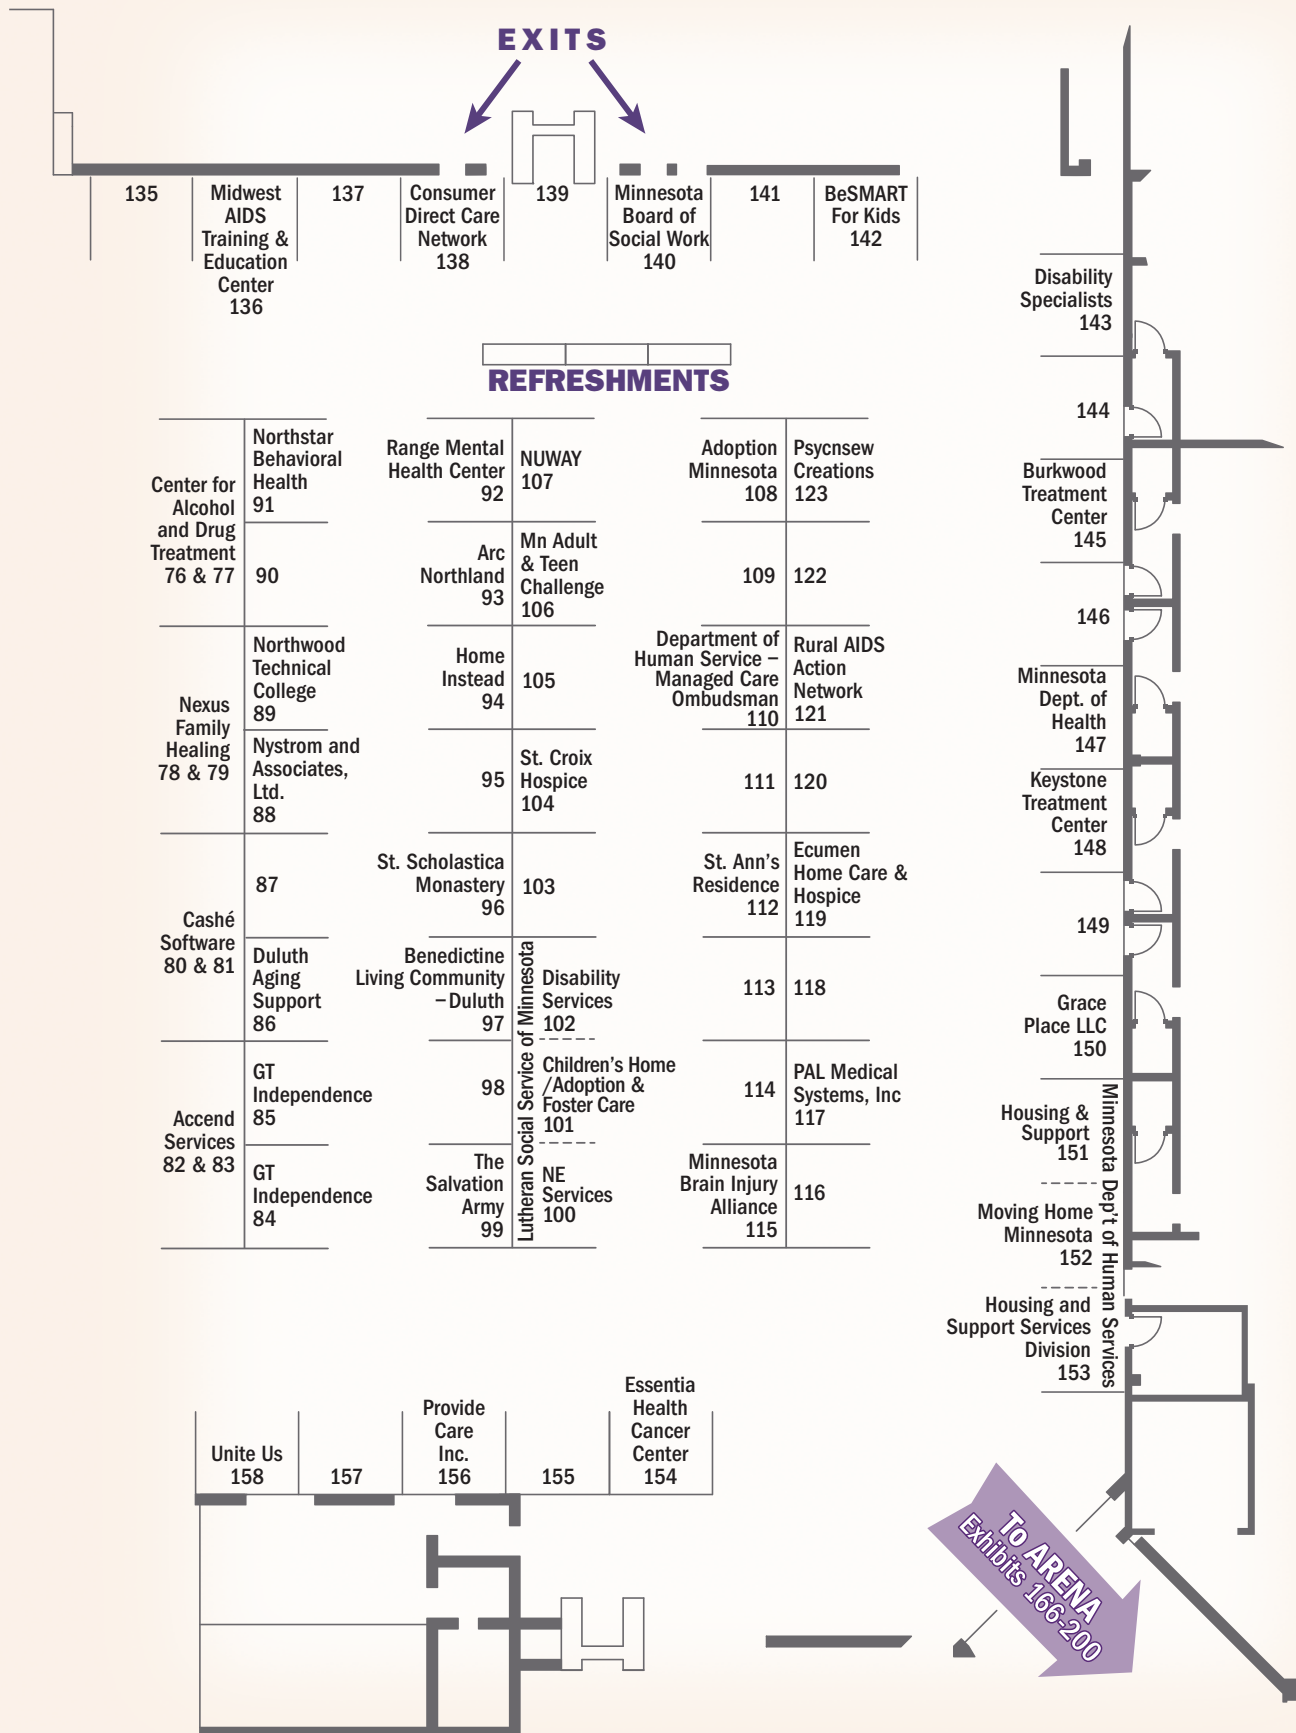 EXITS
135
Midwest
AIDS
Training &
Education
Center
136
137
Consumer
Direct Care
Network
138
139
Minnesota
Board of
Social Work
140
141
BeSMART
For Kids
142
REFRESHMENTS
Center for
Alcohol
and Drug
Treatment
76 & 77
Nexus
Family
Healing
78 & 79
Cashé
Software
80 & 81
Accend
Services
82 & 83
Northstar
Behavioral
Health
91
90
Northwood
Technical
College
89
Nystrom and
Associates,
Ltd.
88
87
Duluth
Aging
Support
86
GT
Independence
85
GT
Independence
84
Range Mental
Health Center
92
Arc
Northland
93
Home
Instead
94
95
St. Scholastica
Monastery
96
Benedictine
Living Community
–Duluth
97
98
The
Salvation
Army
99
NUWAY
107
Mn Adult
& Teen
Challenge
106
105
St. Croix
Hospice
104
103
Lutheran Social Service of Minnesota
Disability
Services
102
Children's Home
/Adoption &
Foster Care
101
NE
Services
100
Adoption
Minnesota
108
109
Department of
Human Service –
Managed Care
Ombudsman
110
111
St. Ann's
Residence
112
113
114
Minnesota
Brain Injury
Alliance
115
Psycnsew
Creations
123
122
Rural AIDS
Action
Network
121
120
Ecumen
Home Care &
Hospice
119
118
PAL Medical
Systems, Inc
117
116
Disability
Specialists
143
144
Burkwood
Treatment
Center
145
146
Minnesota
Dept. of
Health
147
Keystone
Treatment
Center
148
149
Grace
Place LLC
150
Minnesota Dep't of Human Services
Housing &
Support
151
Moving Home
Minnesota
152
Housing and
Support Services
Division
153
Unite Us
158
157
Provide
Care
Inc.
156
155
Essentia
Health
Cancer
Center
154
To ARENA
Exhibits 166-200